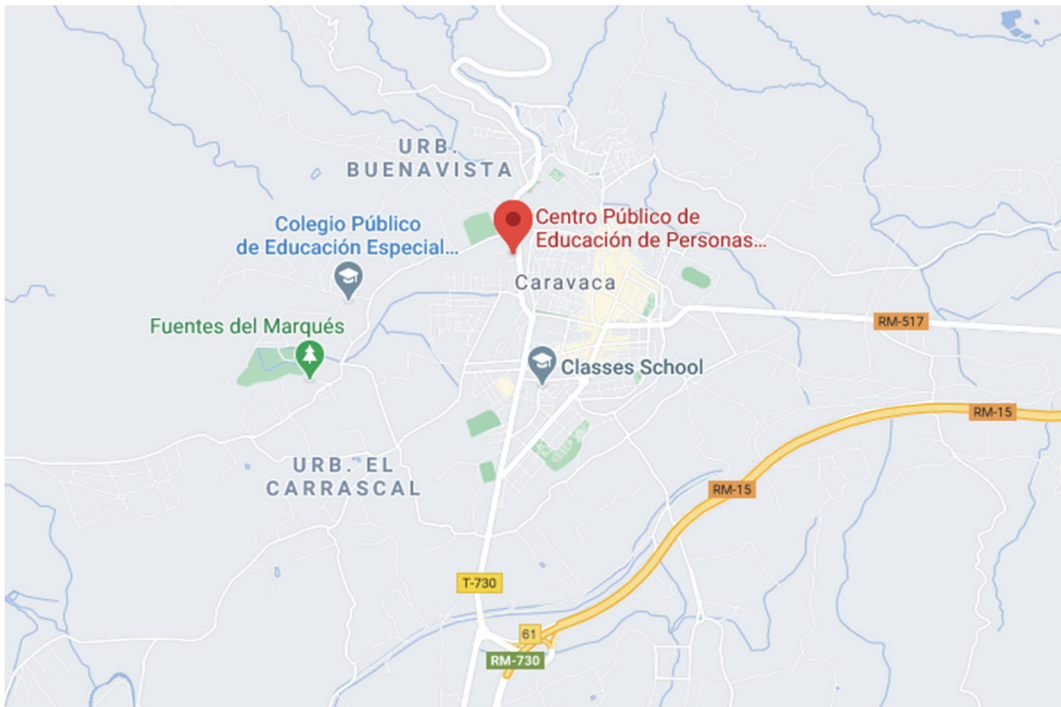 URB.
BUENAVISTA
Colegio Público
de Educación Especial...
Centro Público de
Educación de Personas...
Caravaca
Fuentes del Marqués
RM-517
Classes School
RM-15
URB. EL
CARRASCAL
RM-15
T-730
61
RM-730